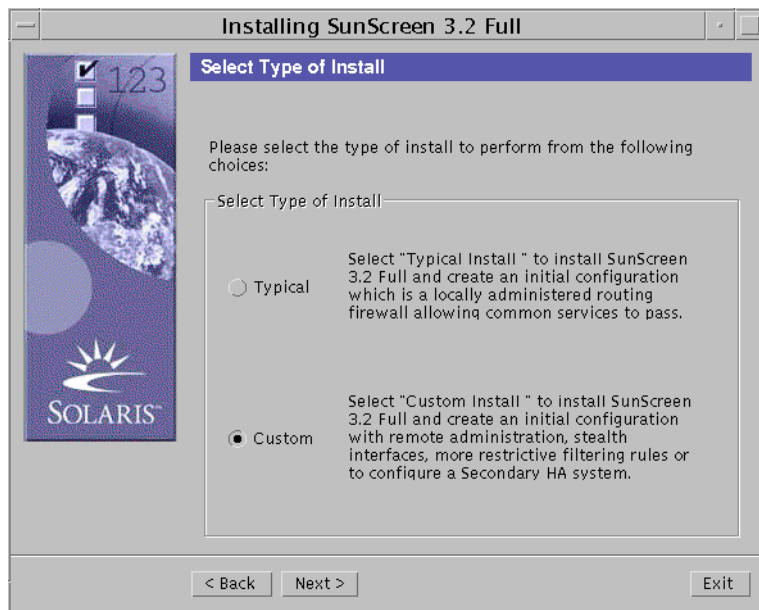 Installing SunScreen 3.2 Full
123
Select Type of Install
Please select the type of install to perform from the following
choices:
Select Type of Install
Typical
Select "Typical Install " to install SunScreen
3.2 Full and create an initial configuration
which is a locally administered routing
firewall allowing common services to pass.
Custom
Select "Custom Install " to install SunScreen
3.2 Full and create an initial configuration
with remote administration, stealth
interfaces, more restrictive filtering rules or
to configure a Secondary HA system.
SOLARIS™
< Back
Next >
Exit